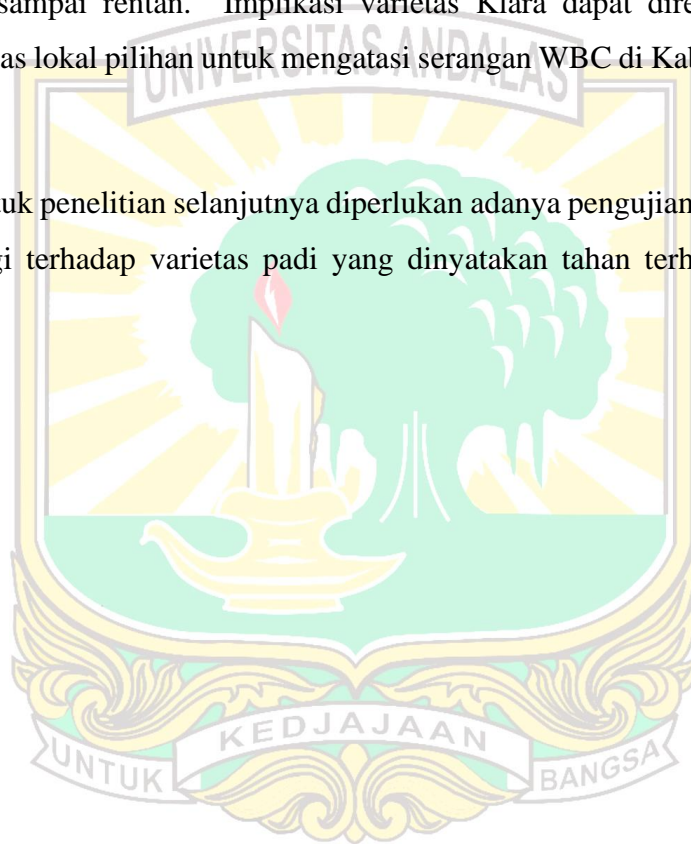 sampai rentan. Implikasi varietas Klara dapat dire
as lokal pilihan untuk mengatasi serangan WBC di Kab
UNIVERSITAS ANDALAS
uk penelitian selanjutnya diperlukan adanya pengujian
gi terhadap varietas padi yang dinyatakan tahan terh
KEDJAJAAN
UNTUK BANGSA